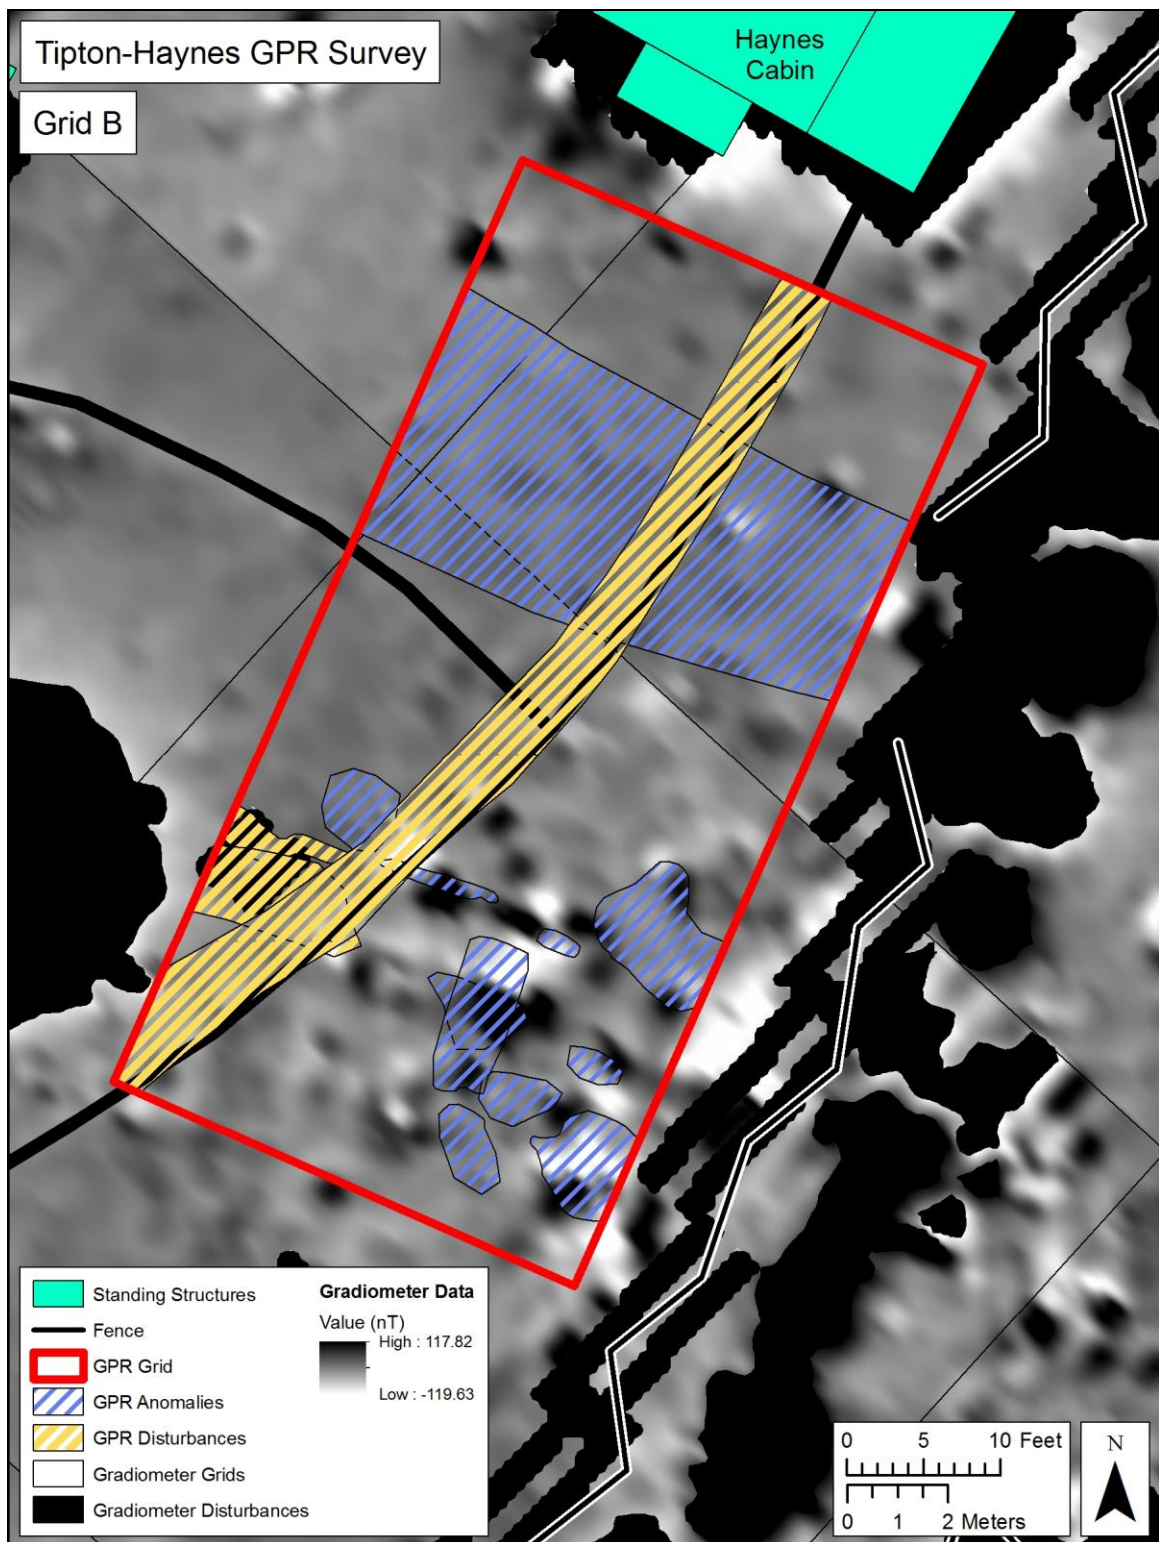 Tipton-Haynes GPR Survey
Grid B
Haynes
Cabin
Standing Structures
Fence
GPR Grid
GPR Anomalies
GPR Disturbances
Gradiometer Grids
Gradiometer Disturbances
Gradiometer Data
Value (nT)
High : 117.82
Low : -119.63
0 5 10 Feet
0 1 2 Meters
N